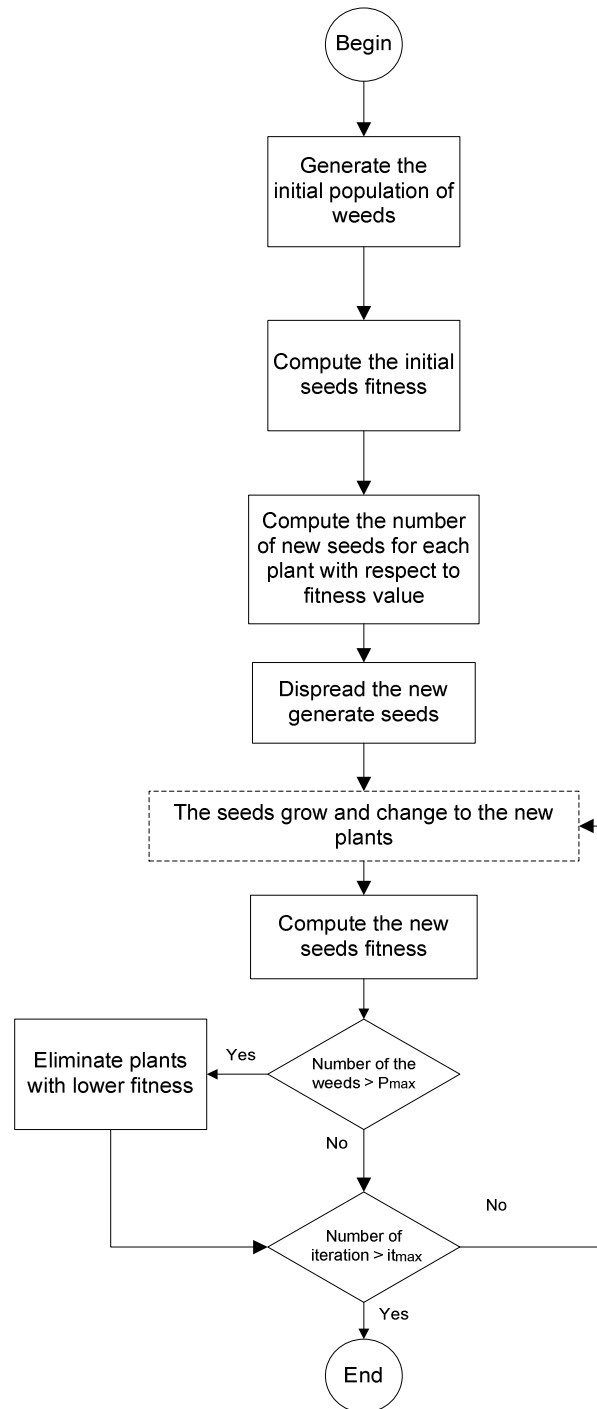 Begin
Generate the
initial population of
weeds
Compute the initial
seeds fitness
Compute the number
of new seeds for each
plant with respect to
fitness value
Dispread the new
generate seeds
The seeds grow and change to the new
plants
Compute the new
seeds fitness
Eliminate plants
with lower fitness
Yes
Number of the
weeds > Pmax
No
Number of
iteration > itmax
No
Yes
End